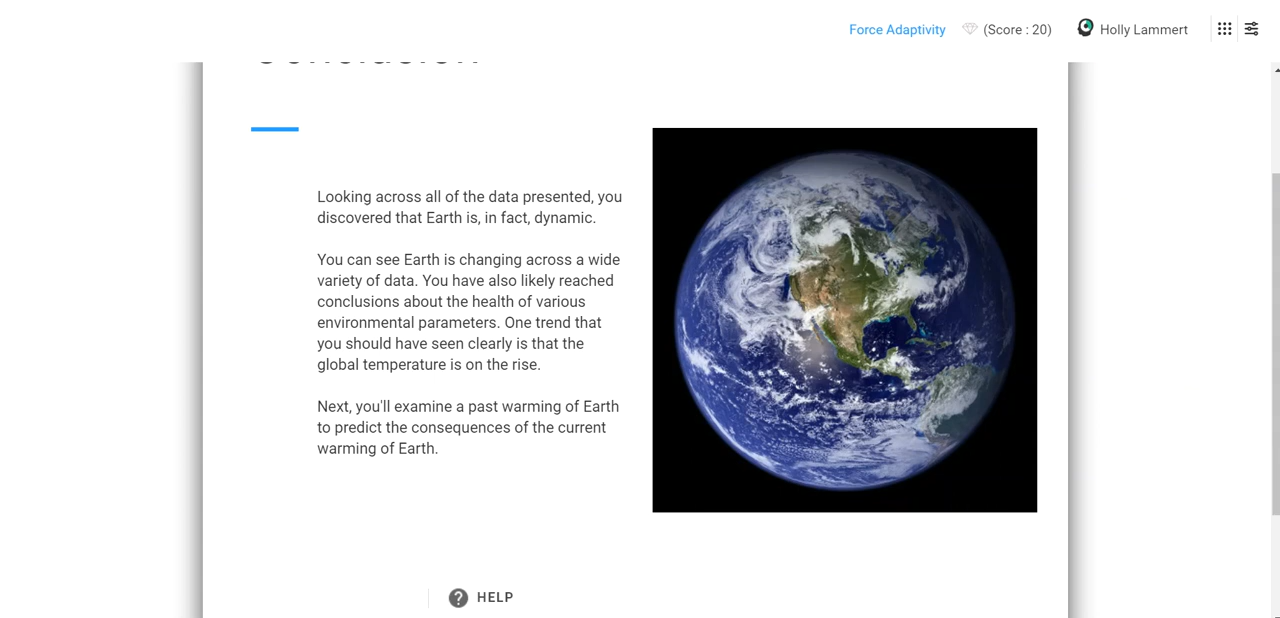 Force Adaptivity
(Score : 20)
Holly Lammert
Conclusion
Looking across all of the data presented, you
discovered that Earth is, in fact, dynamic.
You can see Earth is changing across a wide
variety of data. You have also likely reached
conclusions about the health of various
environmental parameters. One trend that
you should have seen clearly is that the
global temperature is on the rise.
Next, you'll examine a past warming of Earth
to predict the consequences of the current
warming of Earth.
? HELP